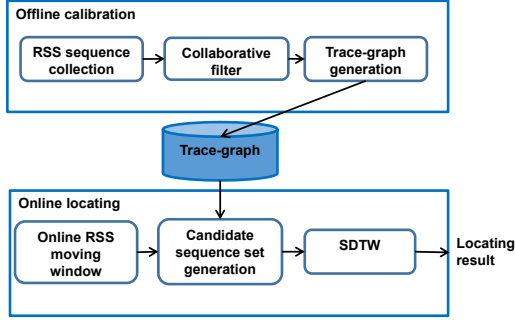 Offline calibration
RSS sequence
collection
Collaborative
filter
Trace-graph
generation
Trace-graph
Online locating
Online RSS
moving
window
Candidate
sequence set
generation
SDTW
Locating
result